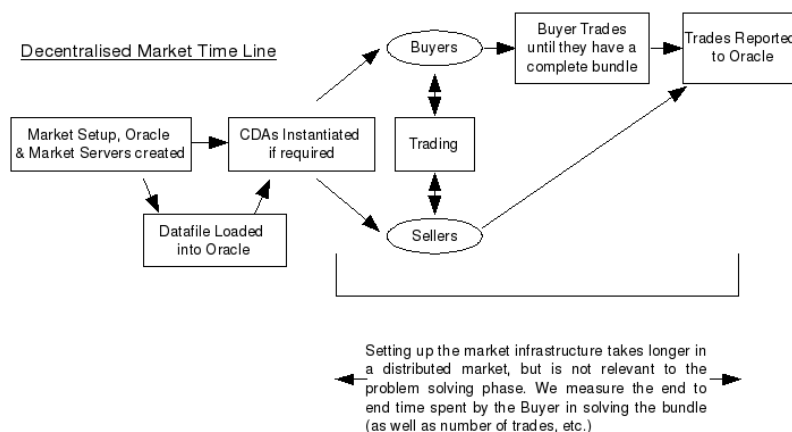 Decentralised Market Time Line
Buyers
Buyer Trades
until they have a
complete bundle
Trades Reported
to Oracle
Market Setup, Oracle
& Market Servers created
CDAs Instantiated
if required
Trading
Datafile Loaded
into Oracle
Sellers
Setting up the market infrastructure takes longer in
a distributed market, but is not relevant to the
problem solving phase. We measure the end to
end time spent by the Buyer in solving the bundle
(as well as number of trades, etc.)